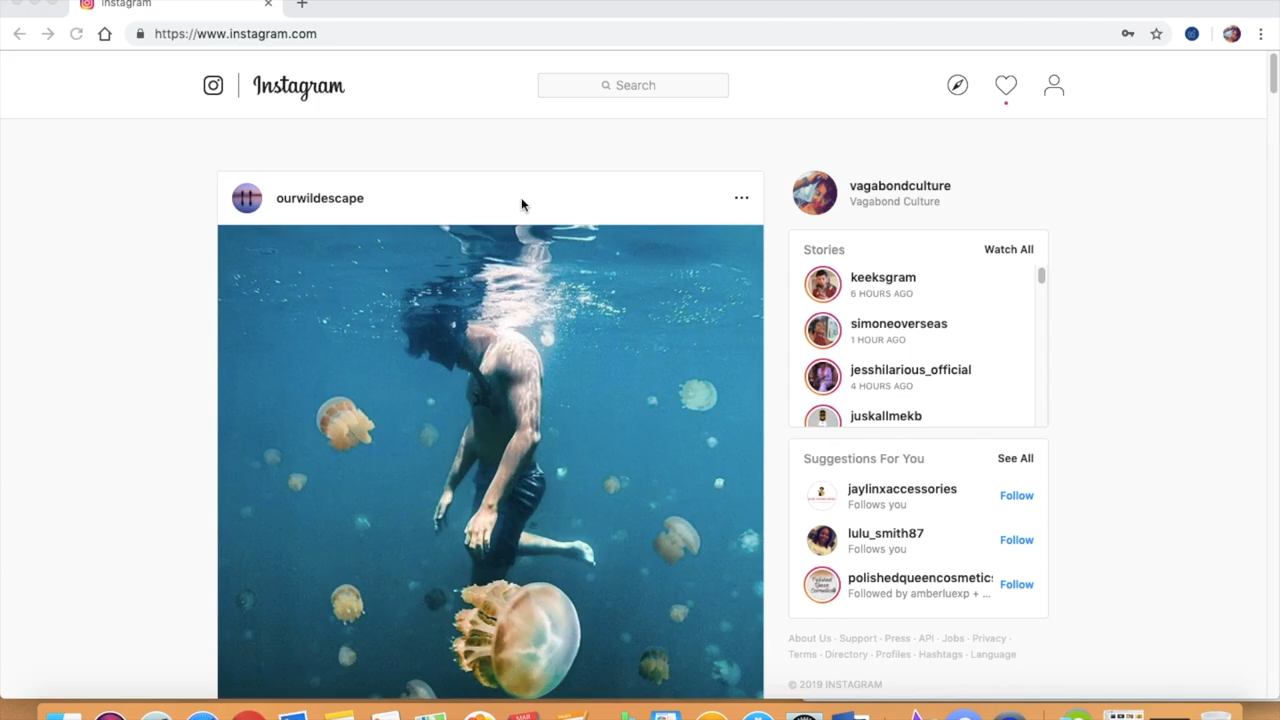 Instagram
https://www.instagram.com
Instagram
Search
ourwildescape
vagabondculture
Vagabond Culture
Stories
Watch All
keeksgram
6 HOURS AGO
simoneoverseas
1 HOUR AGO
jesshilarious_official
4 HOURS AGO
juskallmekb
Suggestions For You
See All
jaylinxaccessories
Follows you
Follow
lulu_smith87
Follows you
Follow
polishedqueencosmetic
Followed by amberluexp + ...
Follow
About Us · Support · Press · API · Jobs · Privacy ·
Terms · Directory · Profiles · Hashtags · Language
© 2019 INSTAGRAM
MAR